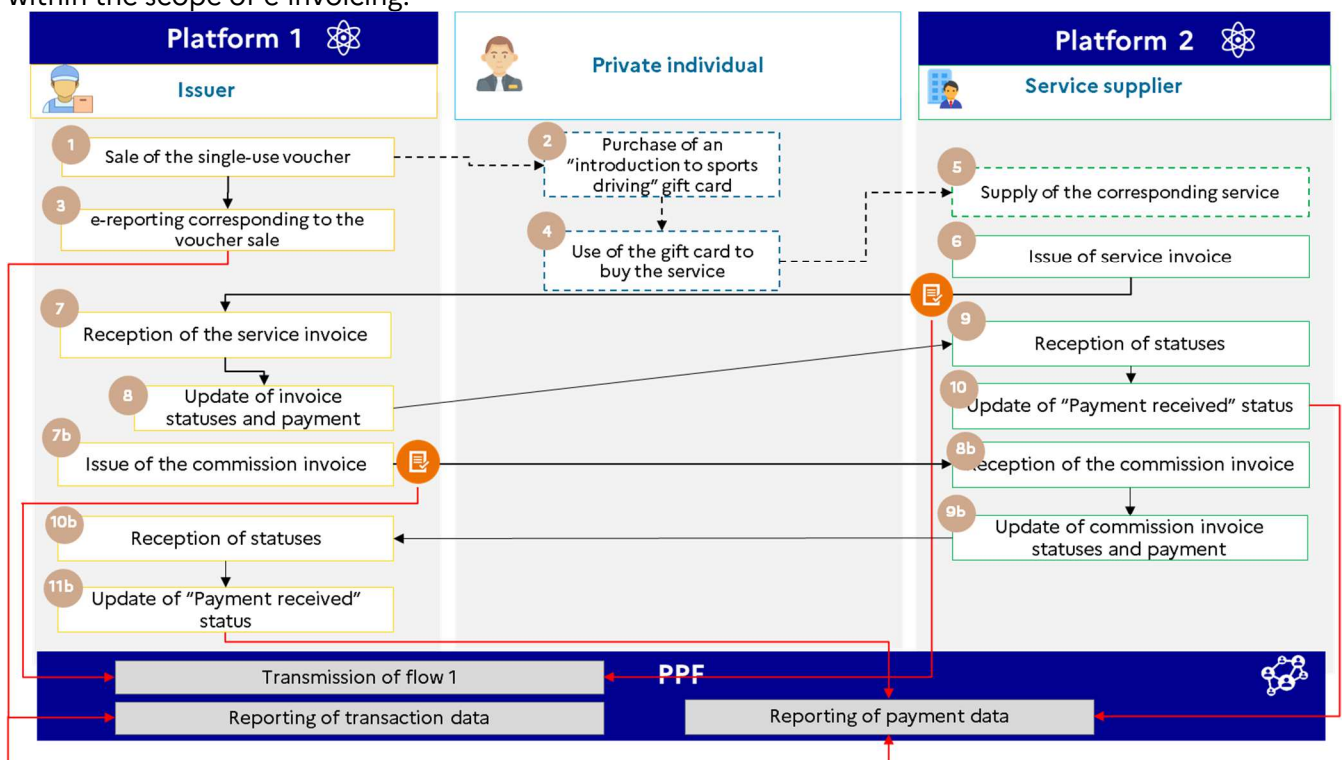 within the scope of e-invoicing.
Platform 1
Private individual
Platform 2
Issuer
Service supplier
1
Sale of the single-use voucher
2
Purchase of an
“introduction to sports
driving” gift card
3
e-reporting corresponding to the
voucher sale
4
Use of the gift card to
buy the service
5
Supply of the corresponding service
6
Issue of service invoice
7
Reception of the service invoice
8
Update of invoice
statuses and payment
9
Reception of statuses
10
Update of “Payment received” status
7b
Issue of the commission invoice
8b
Reception of the commission invoice
9b
Update of commission invoice
statuses and payment
10b
Reception of statuses
11b
Update of “Payment received”
status
PPF
Transmission of flow 1
Reporting of transaction data
Reporting of payment data